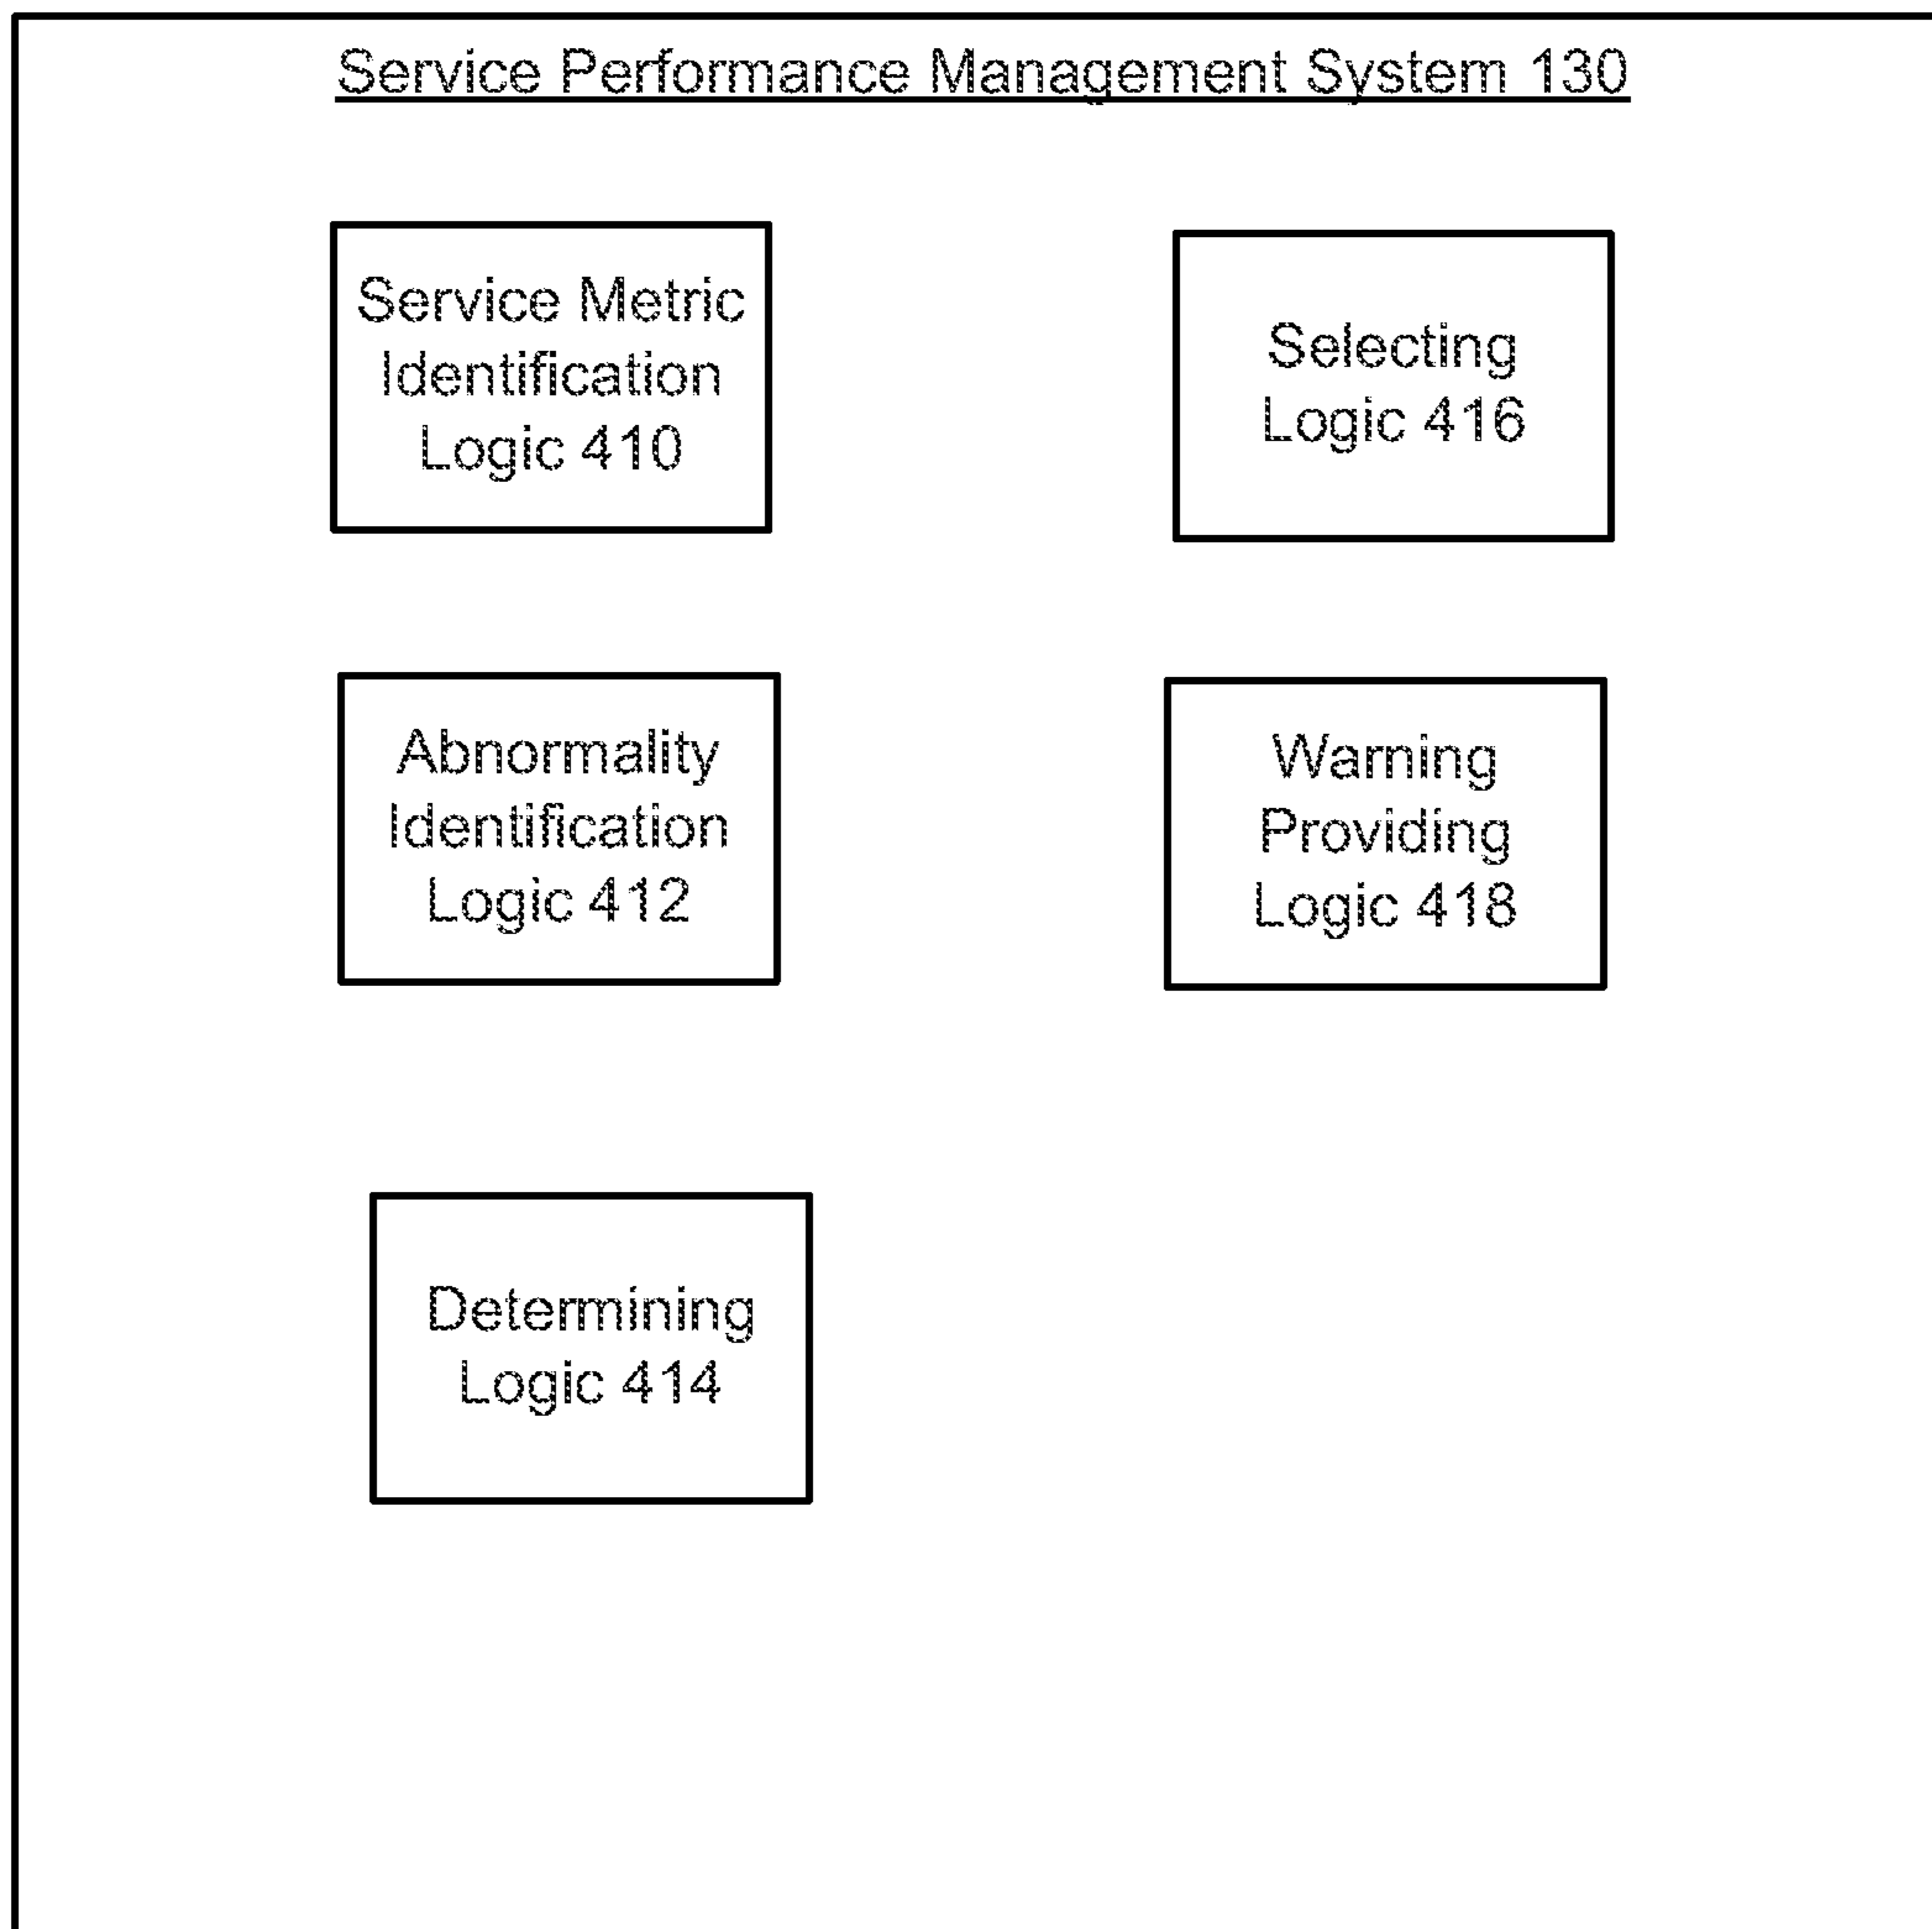 Service Performance Management System 130
Service Metric
Identification
Logic 410
Abnormality
Identification
Logic 412
Determining
Logic 414
Selecting
Logic 416
Warning
Providing
Logic 418